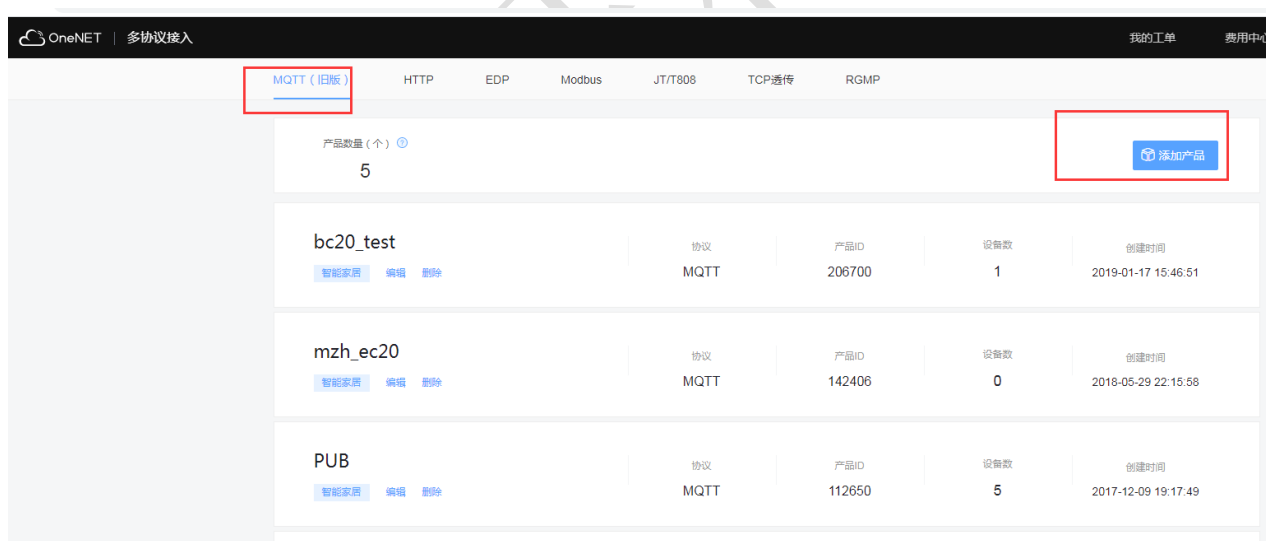 OneNET | 多协议接入 我的工单 费用中心
MQTT（旧版） HTTP EDP Modbus JT/T808 TCP透传 RGMP
产品数量（个） ?
5
添加产品
bc20_test
智能家居 编辑 删除
协议
MQTT
产品ID
206700
设备数
1
创建时间
2019-01-17 15:46:51
mzh_ec20
智能家居 编辑 删除
协议
MQTT
产品ID
142406
设备数
0
创建时间
2018-05-29 22:15:58
PUB
智能家居 编辑 删除
协议
MQTT
产品ID
112650
设备数
5
创建时间
2017-12-09 19:17:49